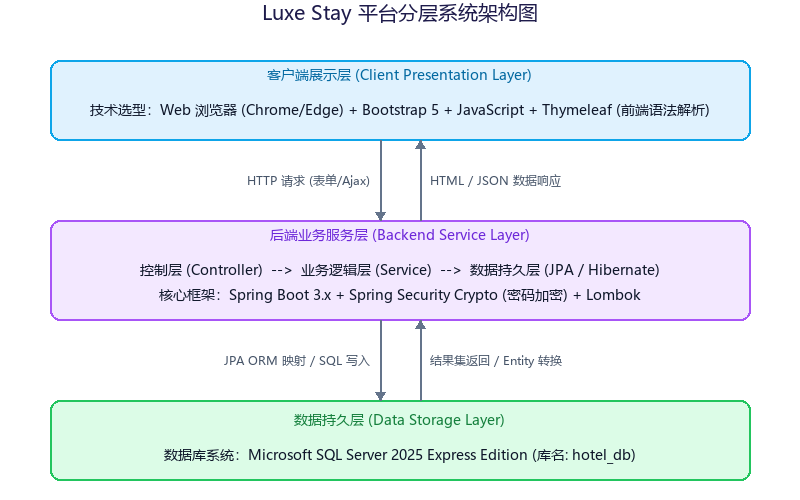 Luxe Stay 平台分层系统架构图
客户端展示层 (Client Presentation Layer)
技术选型：Web 浏览器 (Chrome/Edge) + Bootstrap 5 + JavaScript + Thymeleaf (前端语法解析)
HTTP 请求 (表单/Ajax)
HTML / JSON 数据响应
后端业务服务层 (Backend Service Layer)
控制层 (Controller) --> 业务逻辑层 (Service) --> 数据持久层 (JPA / Hibernate)
核心框架：Spring Boot 3.x + Spring Security Crypto (密码加密) + Lombok
JPA ORM 映射 / SQL 写入
结果集返回 / Entity 转换
数据持久层 (Data Storage Layer)
数据库系统：Microsoft SQL Server 2025 Express Edition (库名: hotel_db)